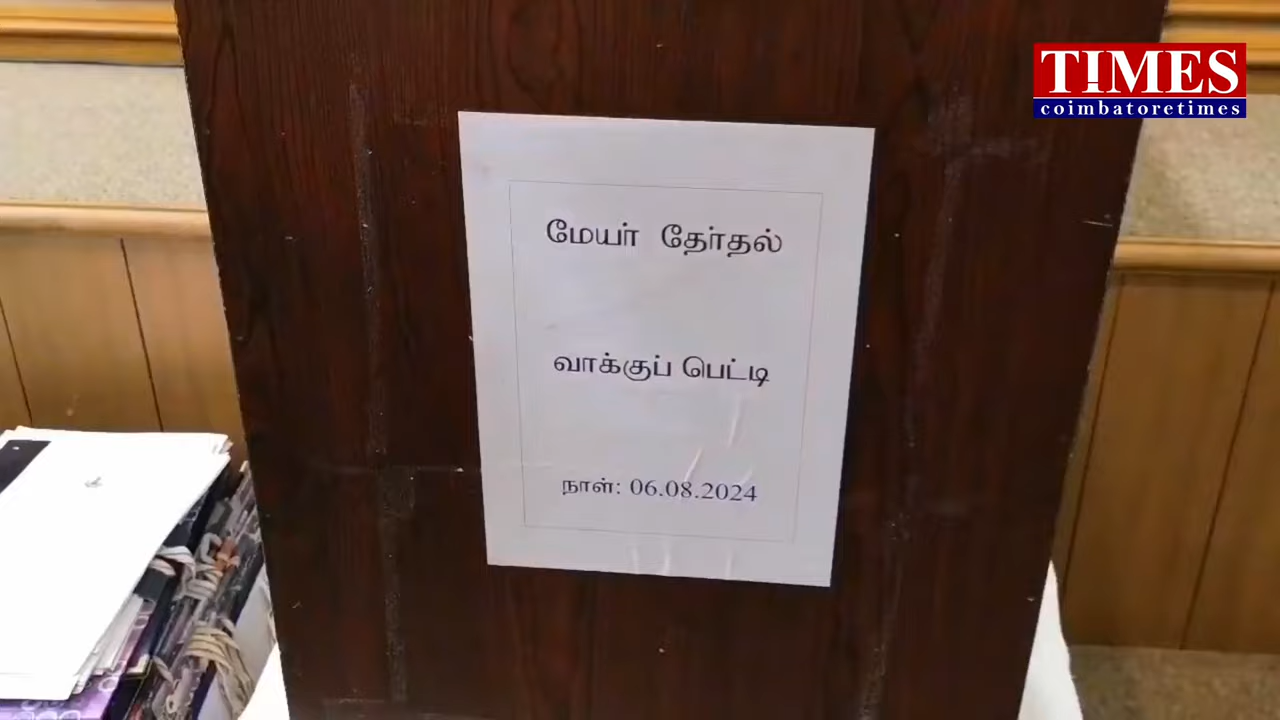 TIMES
coimbatoretimes
மேயர் தேர்தல்
வாக்குப் பெட்டி
நாள்: 06.08.2024